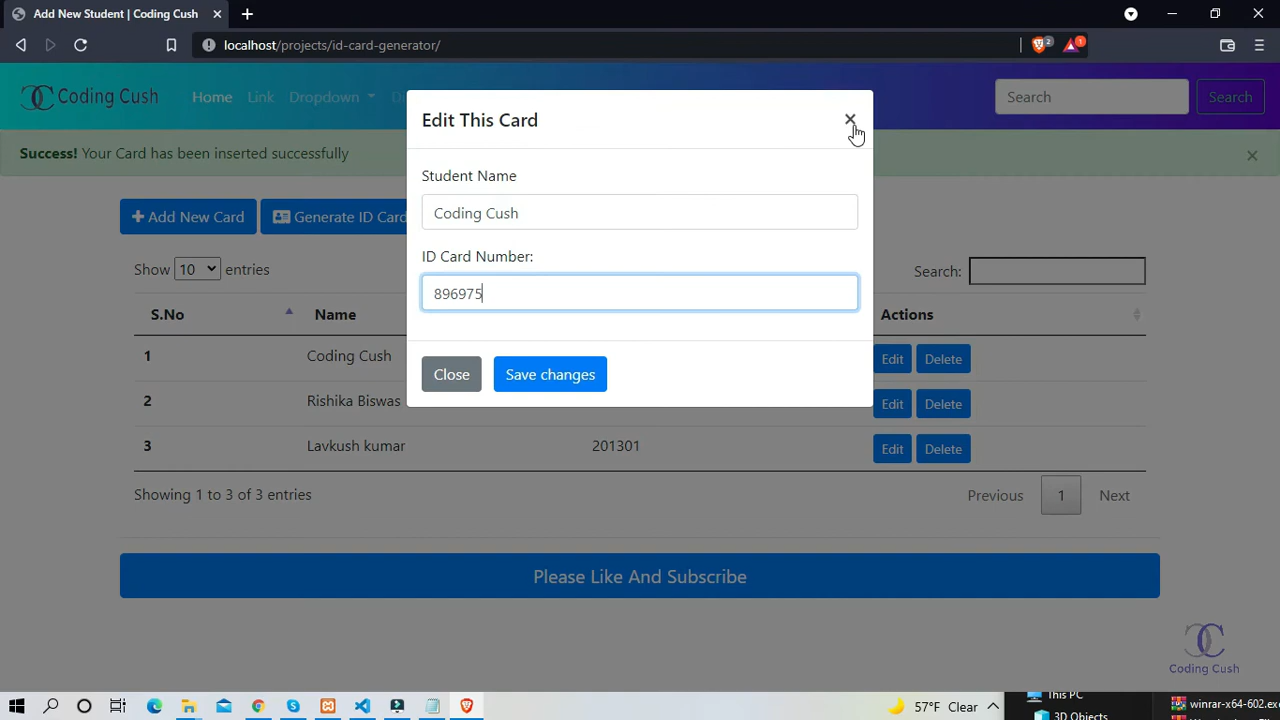 Add New Student | Coding Cush
localhost/projects/id-card-generator/
2
1
Coding Cush
Home Link Dropdown Di
Search
Search
Success! Your Card has been inserted successfully
Add New Card
Generate ID Card
Edit This Card
Student Name
Coding Cush
ID Card Number:
896975
Close
Save changes
Show 10 entries
Search:
S.No Name Actions
1 Coding Cush Edit Delete
2 Rishika Biswas Edit Delete
3 Lavkush kumar 201301 Edit Delete
Showing 1 to 3 of 3 entries
Previous 1 Next
Please Like And Subscribe
Coding Cush
57°F Clear
This PC
3D Objects
winrar-x64-602.ex